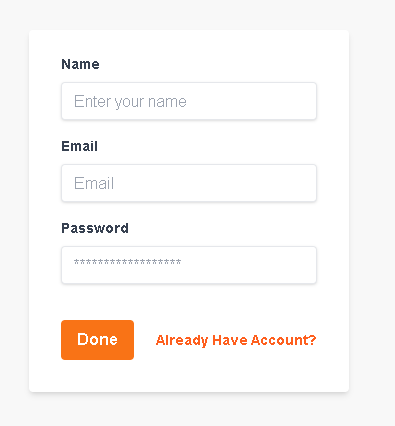 Name
Enter your name
Email
Email
Password
******************
Done
Already Have Account?